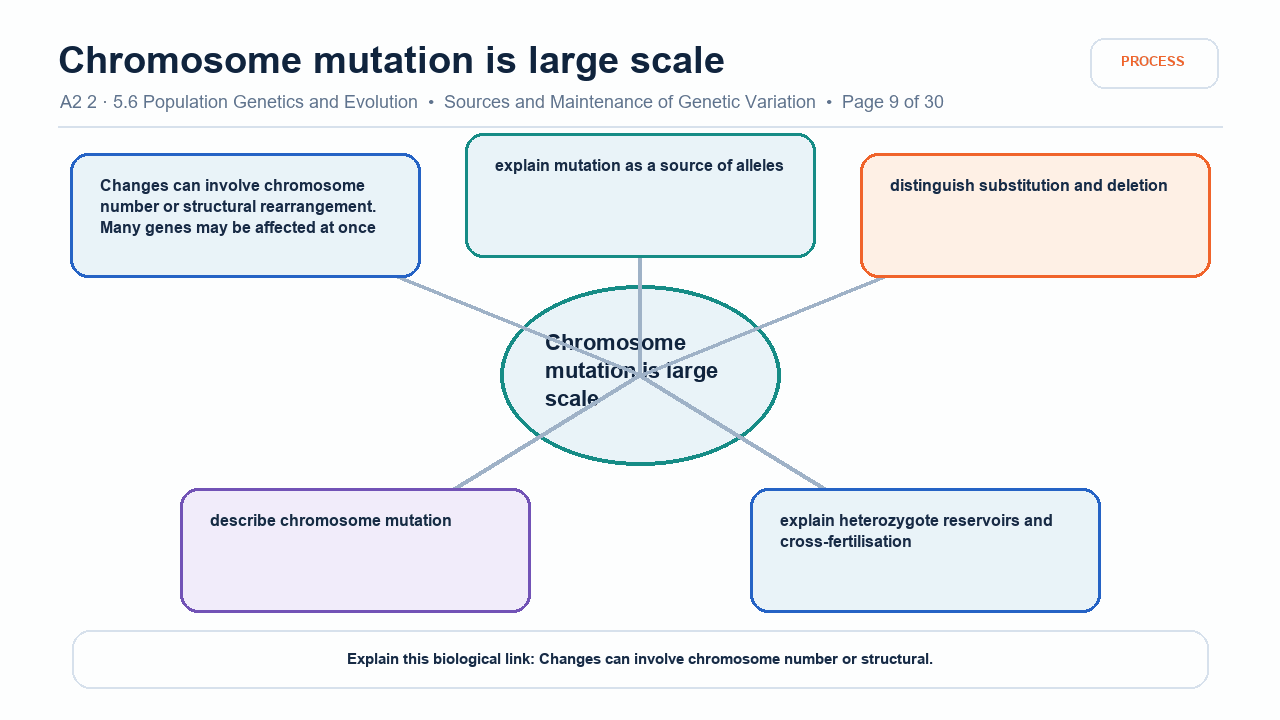 Chromosome mutation is large scale
PROCESS
A2 2 · 5.6 Population Genetics and Evolution • Sources and Maintenance of Genetic Variation • Page 9 of 30
Changes can involve chromosome
number or structural rearrangement.
Many genes may be affected at once
explain mutation as a source of alleles
distinguish substitution and deletion
Chromosome
mutation is large
scale
describe chromosome mutation
explain heterozygote reservoirs and
cross-fertilisation
Explain this biological link: Changes can involve chromosome number or structural.